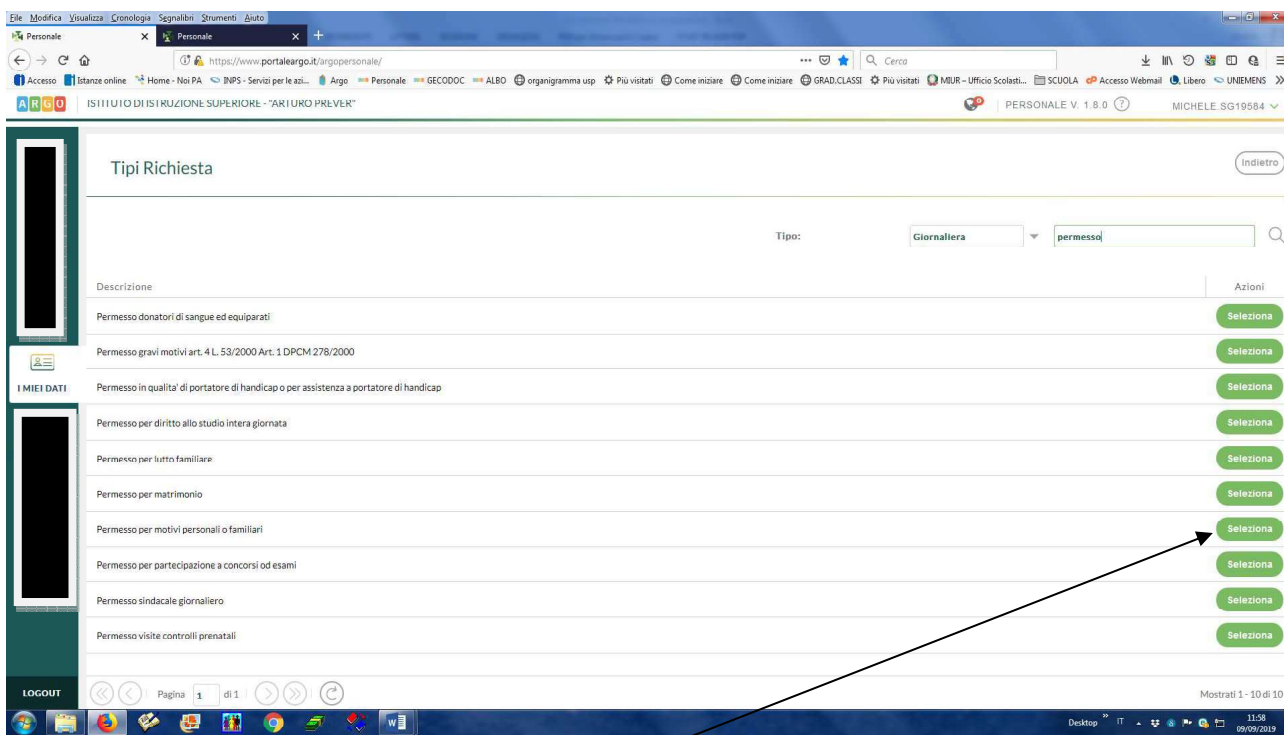 File Modifica Visualizza Cronologia Segnalibri Strumenti Aiuto
Personale × Personale × +
https://www.portaleargo.it/argopersonale/ Cerca
Accesso Istanze online Home - Noi PA INPS - Servizi per le azi... Argo Personale GECODOC ALBO organigramma usp Più visitati Come iniziare Come iniziare GRAD.CLASSI Più visitati MIUR – Ufficio Scolasti... SCUOLA Accesso Webmail Libero UNIEMENS
ARGO ISTITUTO DI ISTRUZIONE SUPERIORE - "ARTURO PREVER" PERSONALE V. 1.8.0 ? MICHELE.SG19584
Tipi Richiesta Indietro
Tipo: Giornaliera permesso
Descrizione Azioni
Permesso donatori di sangue ed equiparati Seleziona
Permesso gravi motivi art. 4 L. 53/2000 Art. 1 DPCM 278/2000 Seleziona
I MIEI DATI Permesso in qualita' di portatore di handicap o per assistenza a portatore di handicap Seleziona
Permesso per diritto allo studio intera giornata Seleziona
Permesso per lutto familiare Seleziona
Permesso per matrimonio Seleziona
Permesso per motivi personali o familiari Seleziona
Permesso per partecipazione a concorsi od esami Seleziona
Permesso sindacale giornaliero Seleziona
Permesso visite controlli prenatali Seleziona
LOGOUT Pagina 1 di 1 Mostrati 1 - 10 di 10
Desktop IT 11:58
09/09/2019